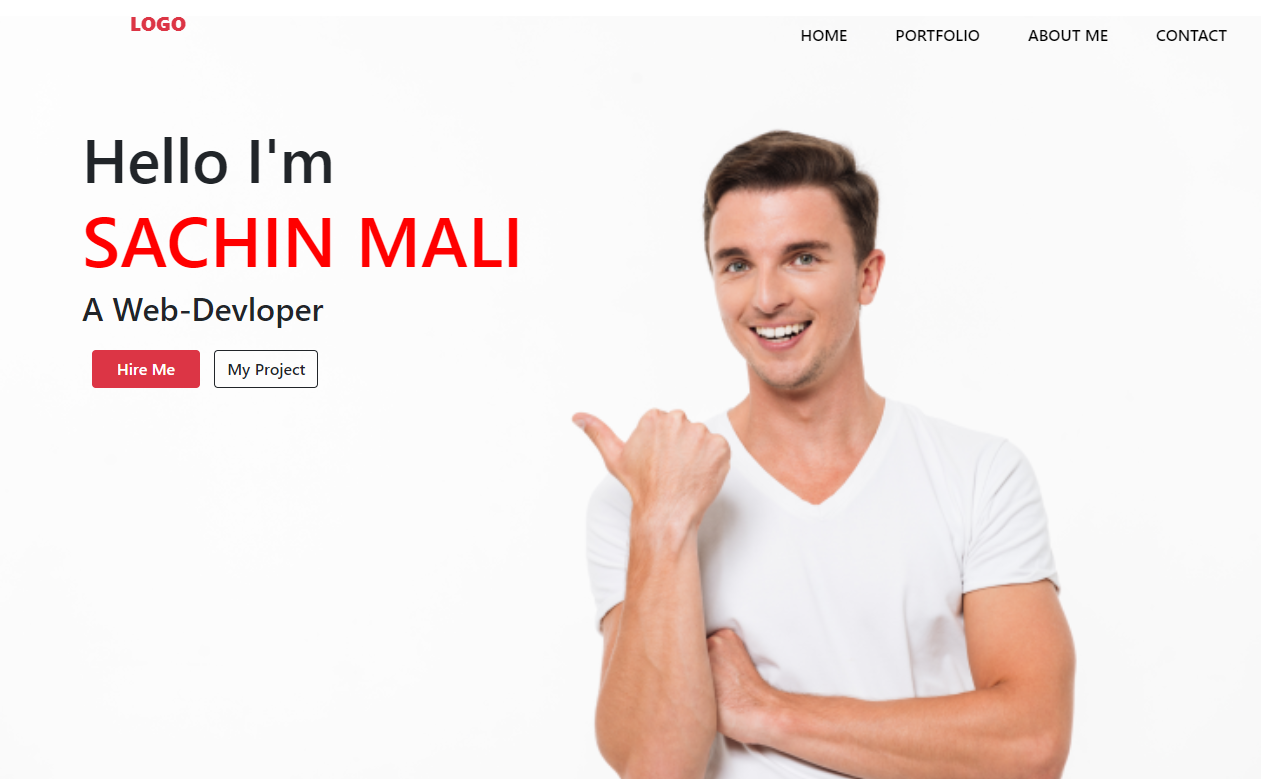 LOGO
HOME PORTFOLIO ABOUT ME CONTACT
Hello I'm
SACHIN MALI
A Web-Devloper
Hire Me My Project